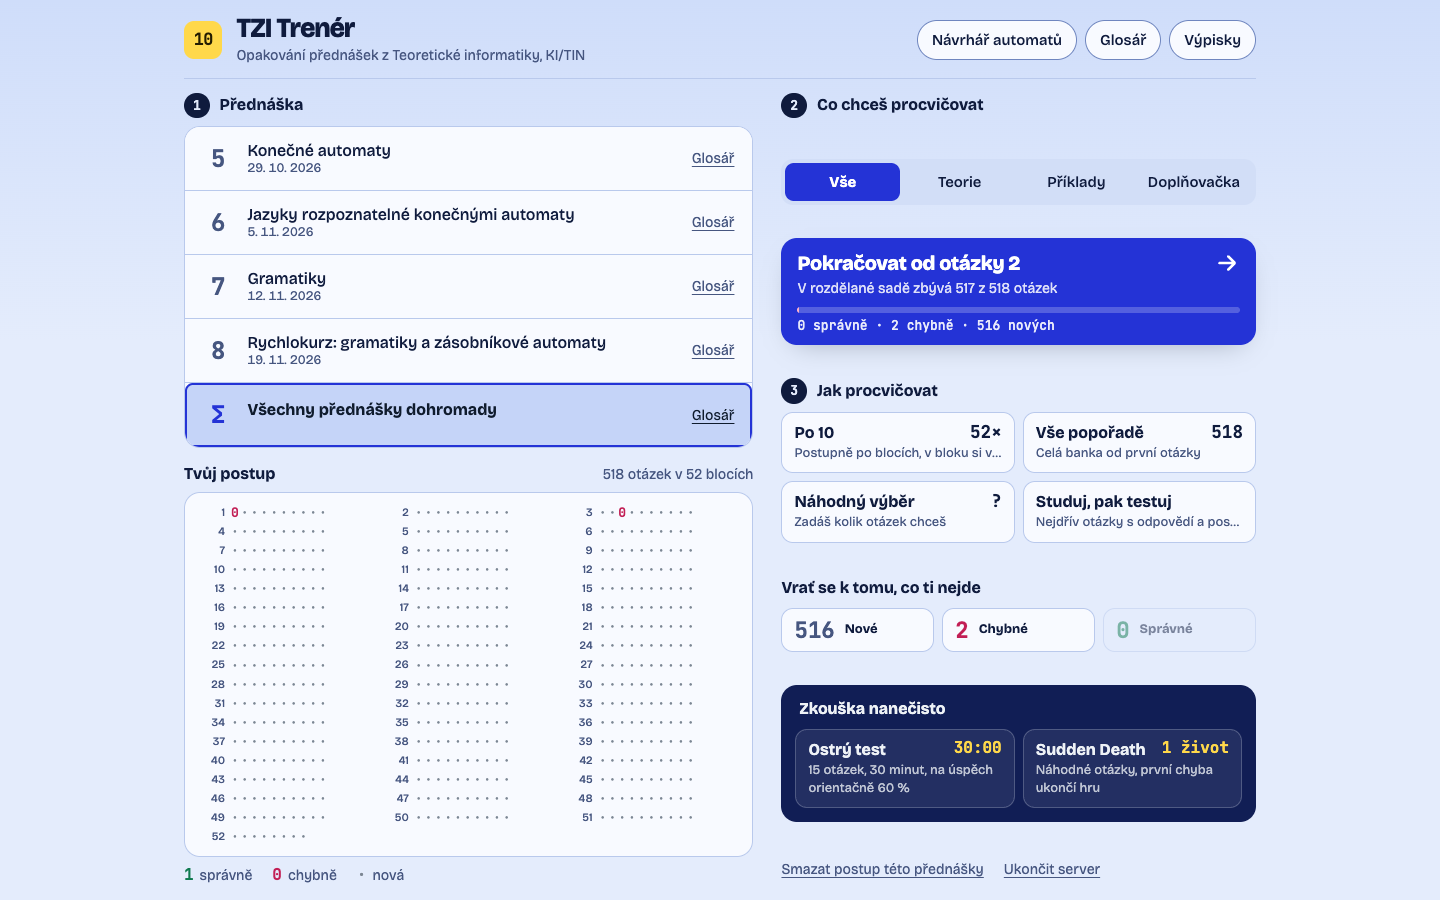 10
TZI Trenér
Opakování přednášek z Teoretické informatiky, KI/TIN
Návrhář automatů
Glosář
Výpisky
1 Přednáška
5 Konečné automaty Glosář
29. 10. 2026
6 Jazyky rozpoznatelné konečnými automaty Glosář
5. 11. 2026
7 Gramatiky Glosář
12. 11. 2026
8 Rychlokurz: gramatiky a zásobníkové automaty Glosář
19. 11. 2026
Σ Všechny přednášky dohromady Glosář
Tvůj postup 518 otázek v 52 blocích
1 0 · · · · · · · · · 2 · · · · · · · · · · 3 · · 0 · · · · · · ·
4 · · · · · · · · · · 5 · · · · · · · · · · 6 · · · · · · · · · ·
7 · · · · · · · · · · 8 · · · · · · · · · · 9 · · · · · · · · · ·
10 · · · · · · · · · · 11 · · · · · · · · · · 12 · · · · · · · · · ·
13 · · · · · · · · · · 14 · · · · · · · · · · 15 · · · · · · · · · ·
16 · · · · · · · · · · 17 · · · · · · · · · · 18 · · · · · · · · · ·
19 · · · · · · · · · · 20 · · · · · · · · · · 21 · · · · · · · · · ·
22 · · · · · · · · · · 23 · · · · · · · · · · 24 · · · · · · · · · ·
25 · · · · · · · · · · 26 · · · · · · · · · · 27 · · · · · · · · · ·
28 · · · · · · · · · · 29 · · · · · · · · · · 30 · · · · · · · · · ·
31 · · · · · · · · · · 32 · · · · · · · · · · 33 · · · · · · · · · ·
34 · · · · · · · · · · 35 · · · · · · · · · · 36 · · · · · · · · · ·
37 · · · · · · · · · · 38 · · · · · · · · · · 39 · · · · · · · · · ·
40 · · · · · · · · · · 41 · · · · · · · · · · 42 · · · · · · · · · ·
43 · · · · · · · · · · 44 · · · · · · · · · · 45 · · · · · · · · · ·
46 · · · · · · · · · · 47 · · · · · · · · · · 48 · · · · · · · · · ·
49 · · · · · · · · · · 50 · · · · · · · · · · 51 · · · · · · · · · ·
52 · · · · · · · ·
1 správně 0 chybně · nová
2 Co chceš procvičovat
Vše Teorie Příklady Doplňovačka
Pokračovat od otázky 2 →
V rozdělané sadě zbývá 517 z 518 otázek
0 správně · 2 chybně · 516 nových
3 Jak procvičovat
Po 10 52×
Postupně po blocích, v bloku si v...
Vše popořadě 518
Celá banka od první otázky
Náhodný výběr ?
Zadáš kolik otázek chceš
Studuj, pak testuj
Nejdřív otázky s odpovědí a pos...
Vrať se k tomu, co ti nejde
516 Nové
2 Chybné
0 Správné
Zkouška nanečisto
Ostrý test 30:00
15 otázek, 30 minut, na úspěch
orientačně 60 %
Sudden Death 1 život
Náhodné otázky, první chyba
ukončí hru
Smazat postup této přednášky
Ukončit server